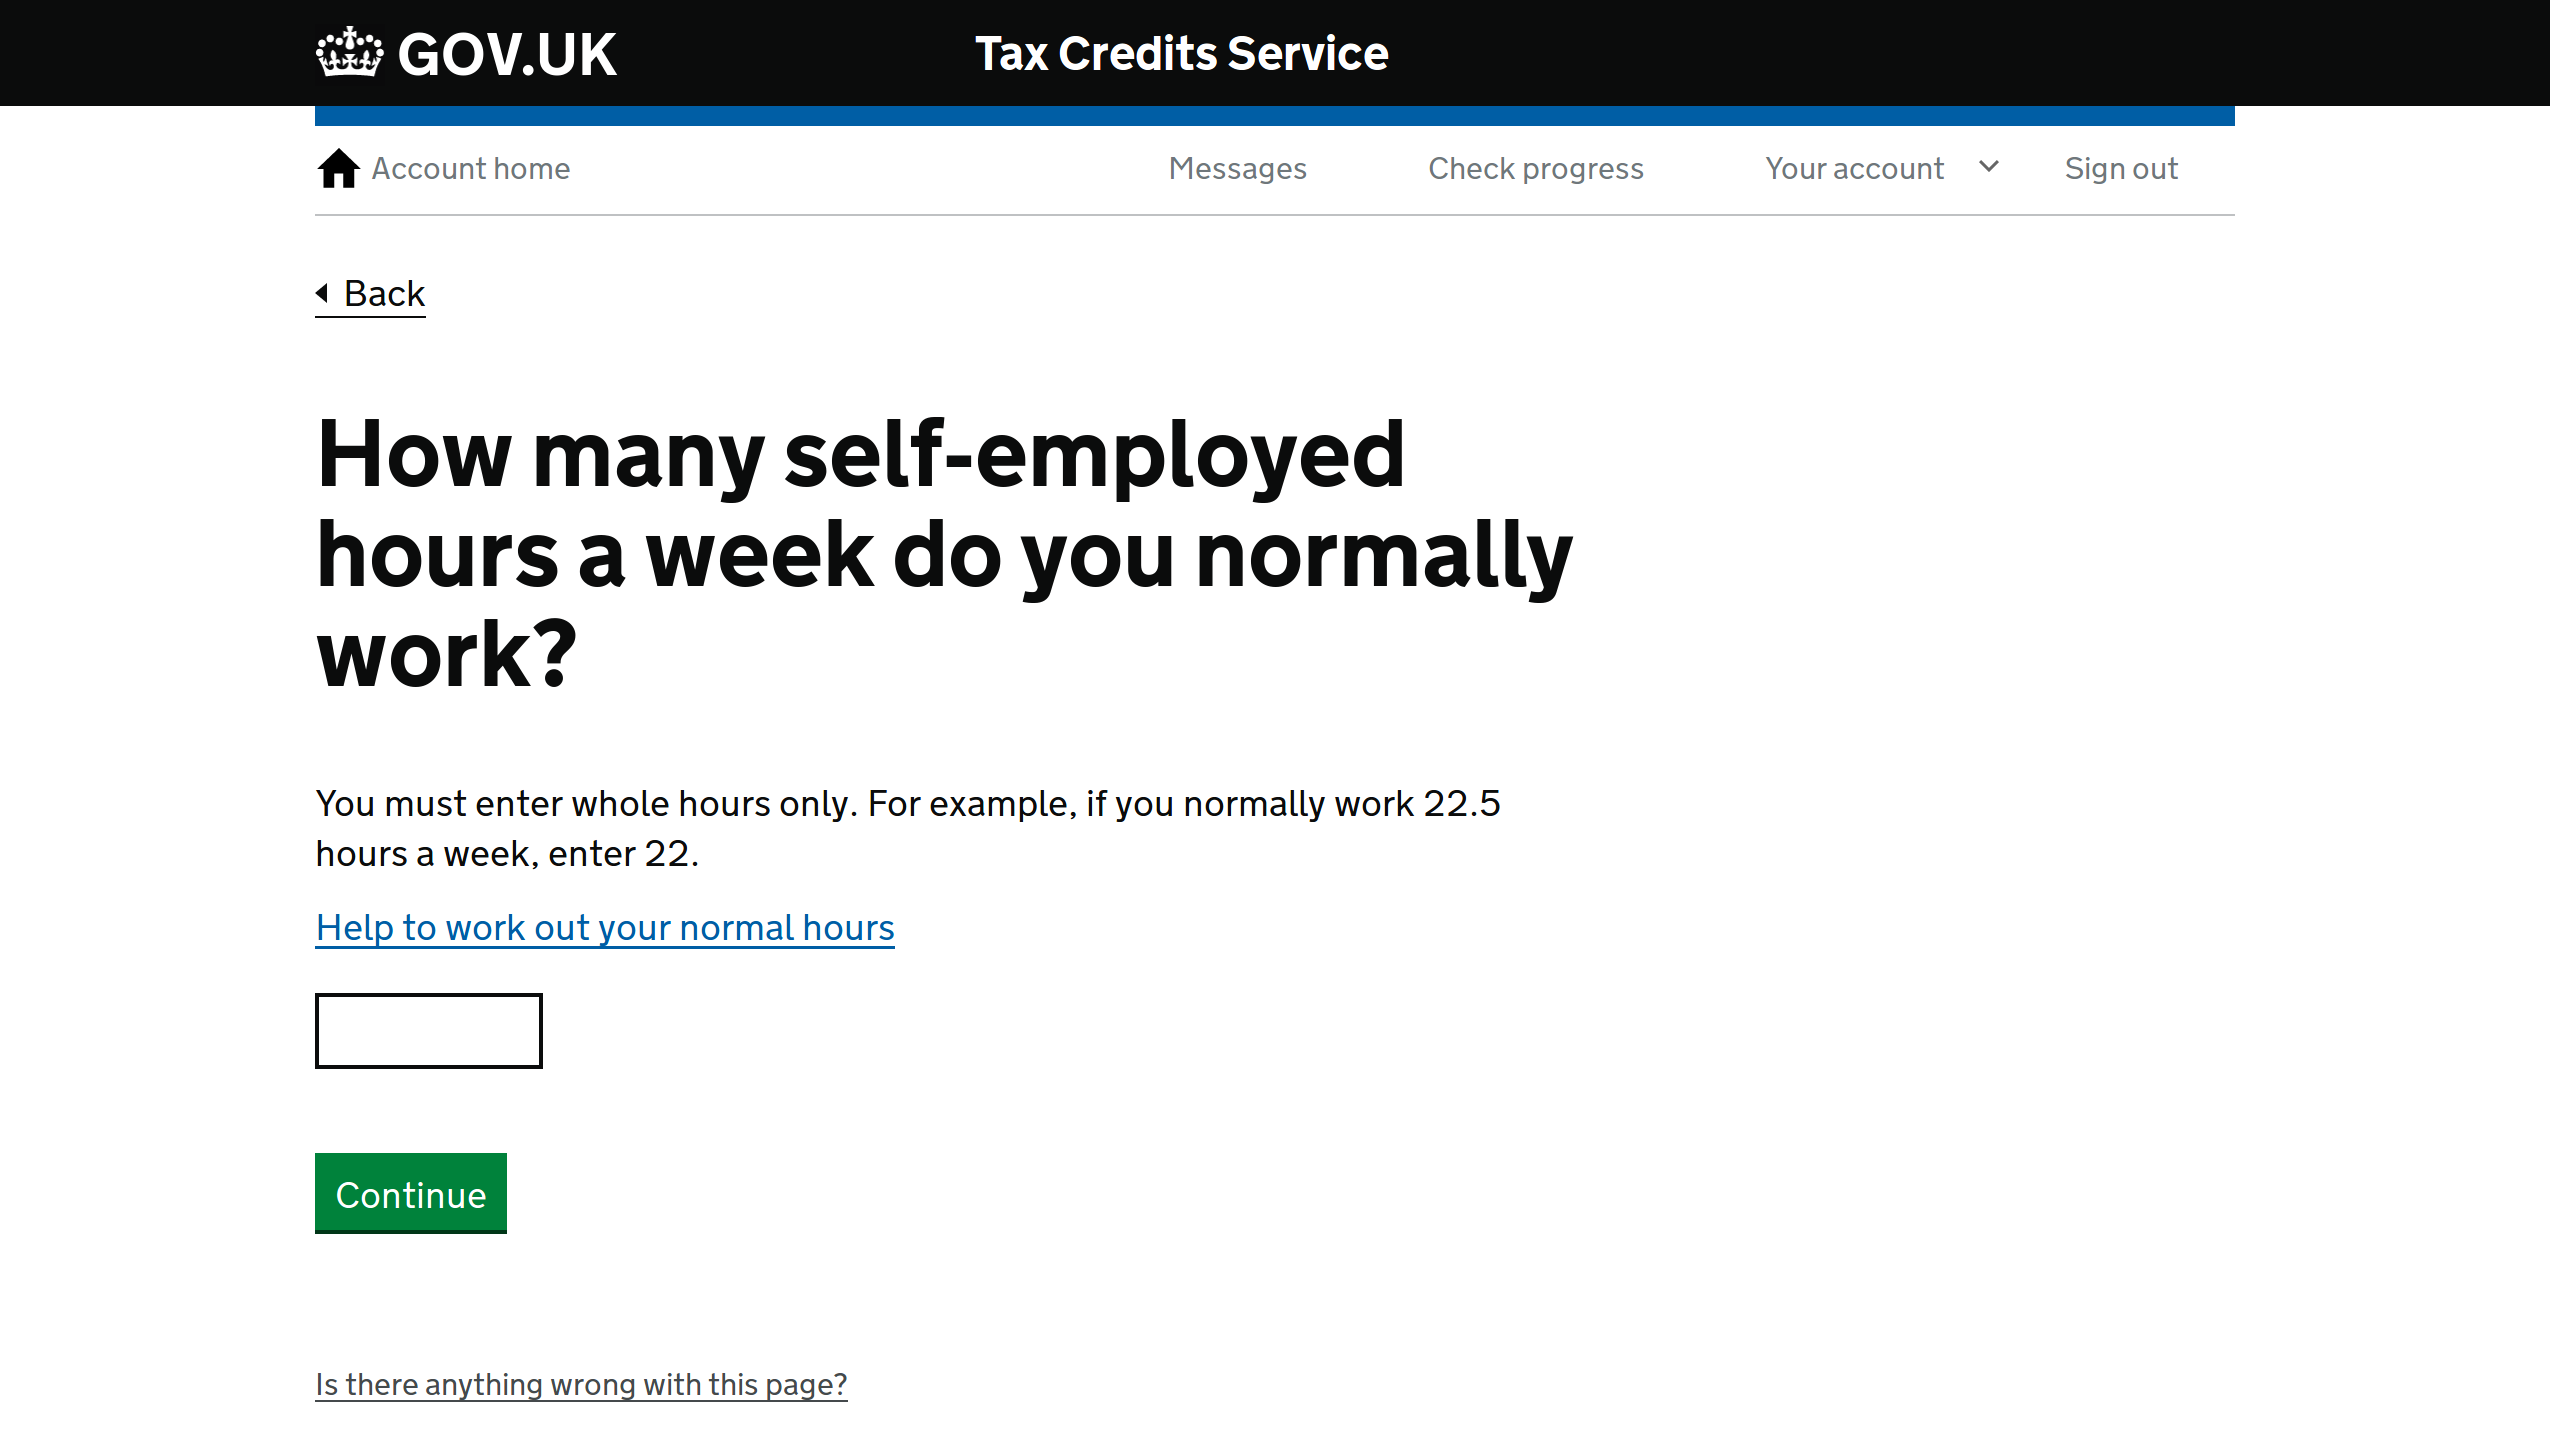 GOV.UK Tax Credits Service
Account home Messages Check progress Your account Sign out
Back
How many self-employed
hours a week do you normally
work?
You must enter whole hours only. For example, if you normally work 22.5
hours a week, enter 22.
Help to work out your normal hours
Continue
Is there anything wrong with this page?